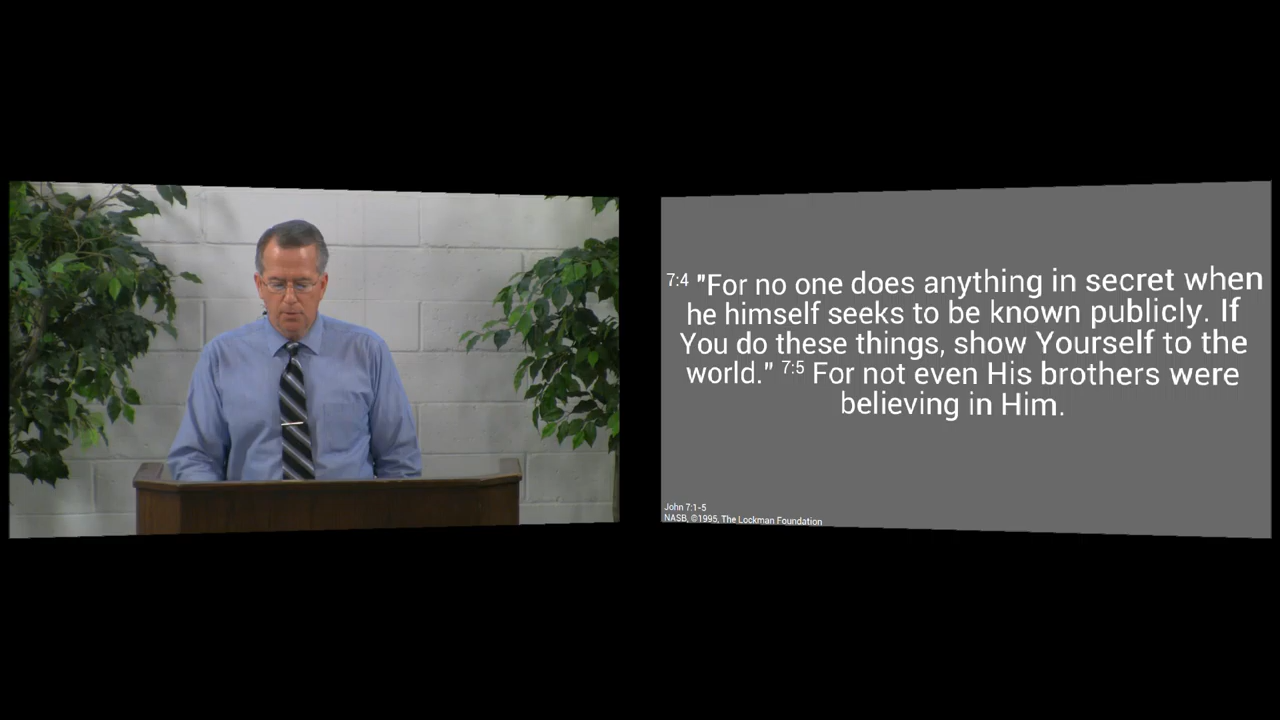 7:4 "For no one does anything in secret when
he himself seeks to be known publicly. If
You do these things, show Yourself to the
world." 7:5 For not even His brothers were
believing in Him.
John 7:1-5
NASB, ©1995, The Lockman Foundation